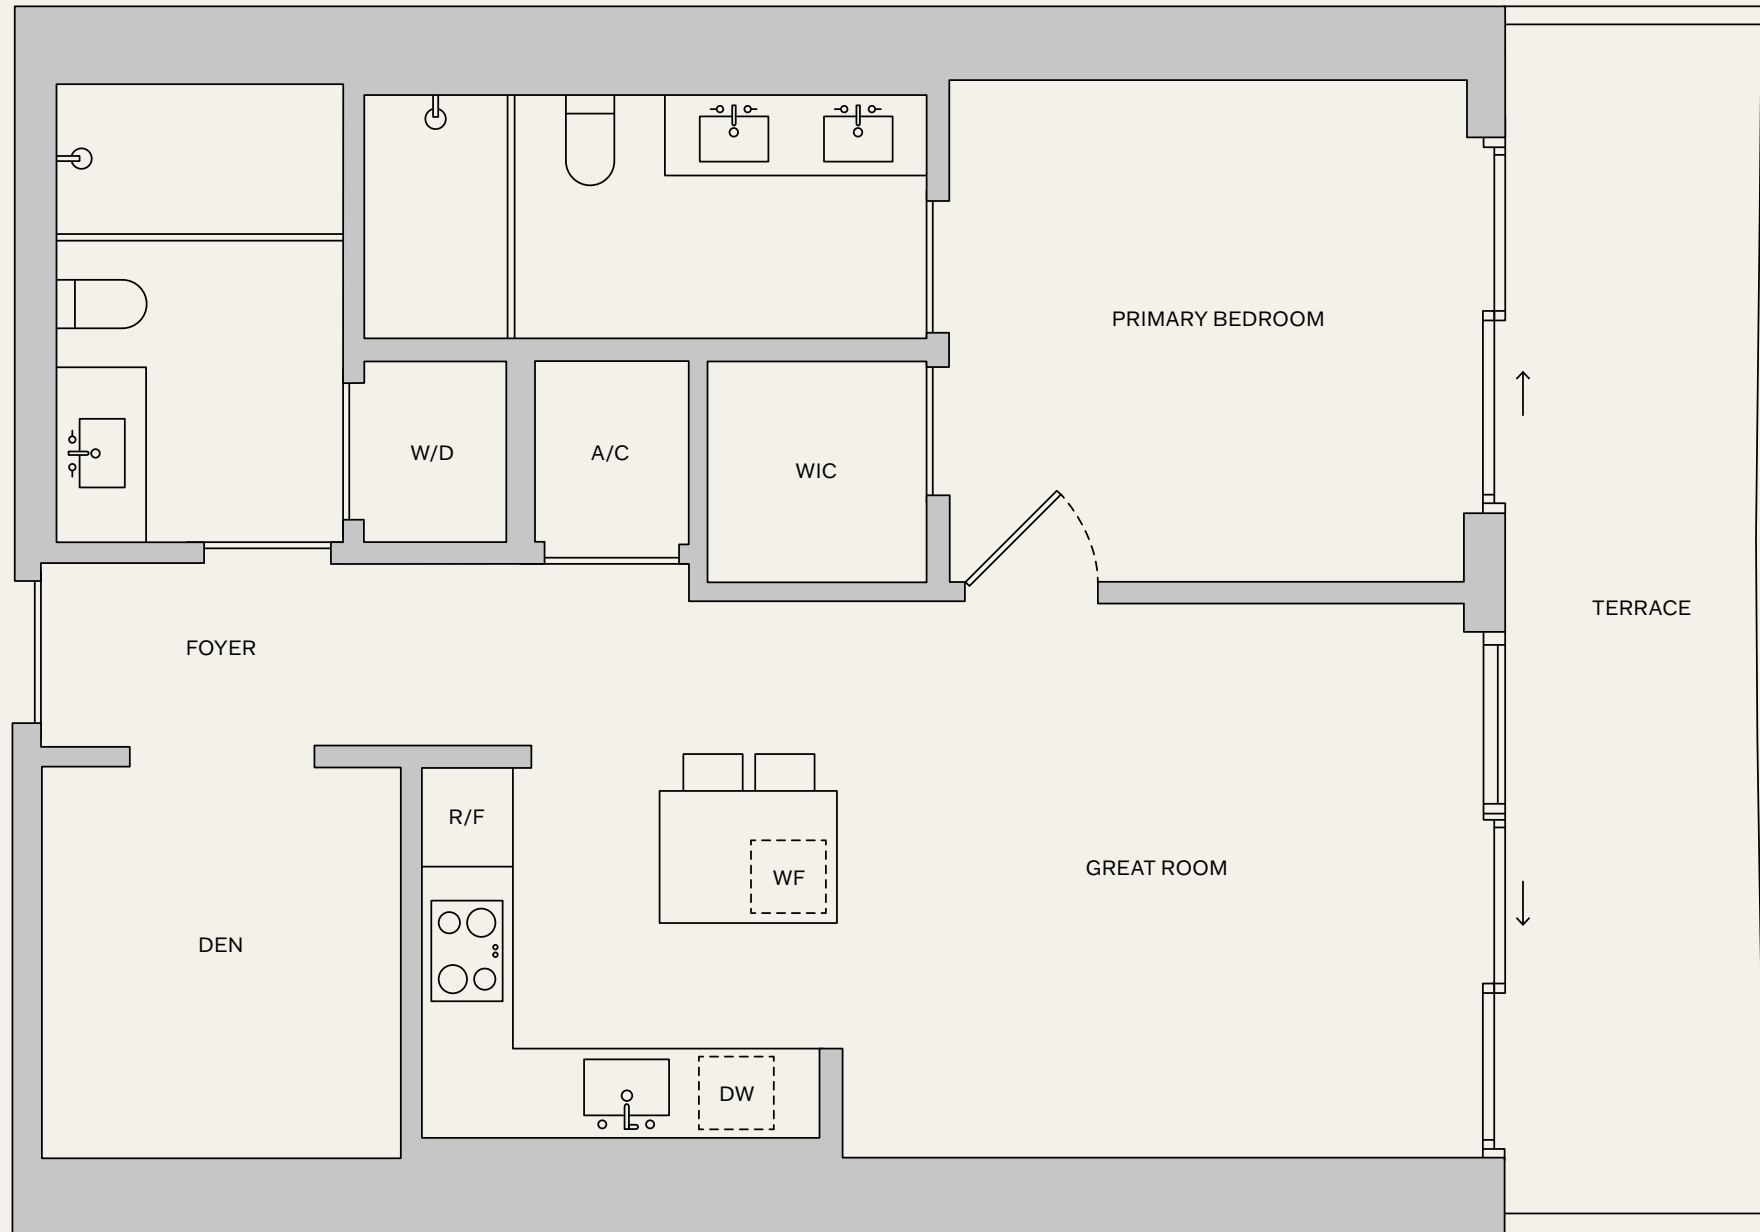 PRIMARY BEDROOM
W/D
A/C
WIC
TERRACE
FOYER
R/F
WF
GREAT ROOM
DEN
DW